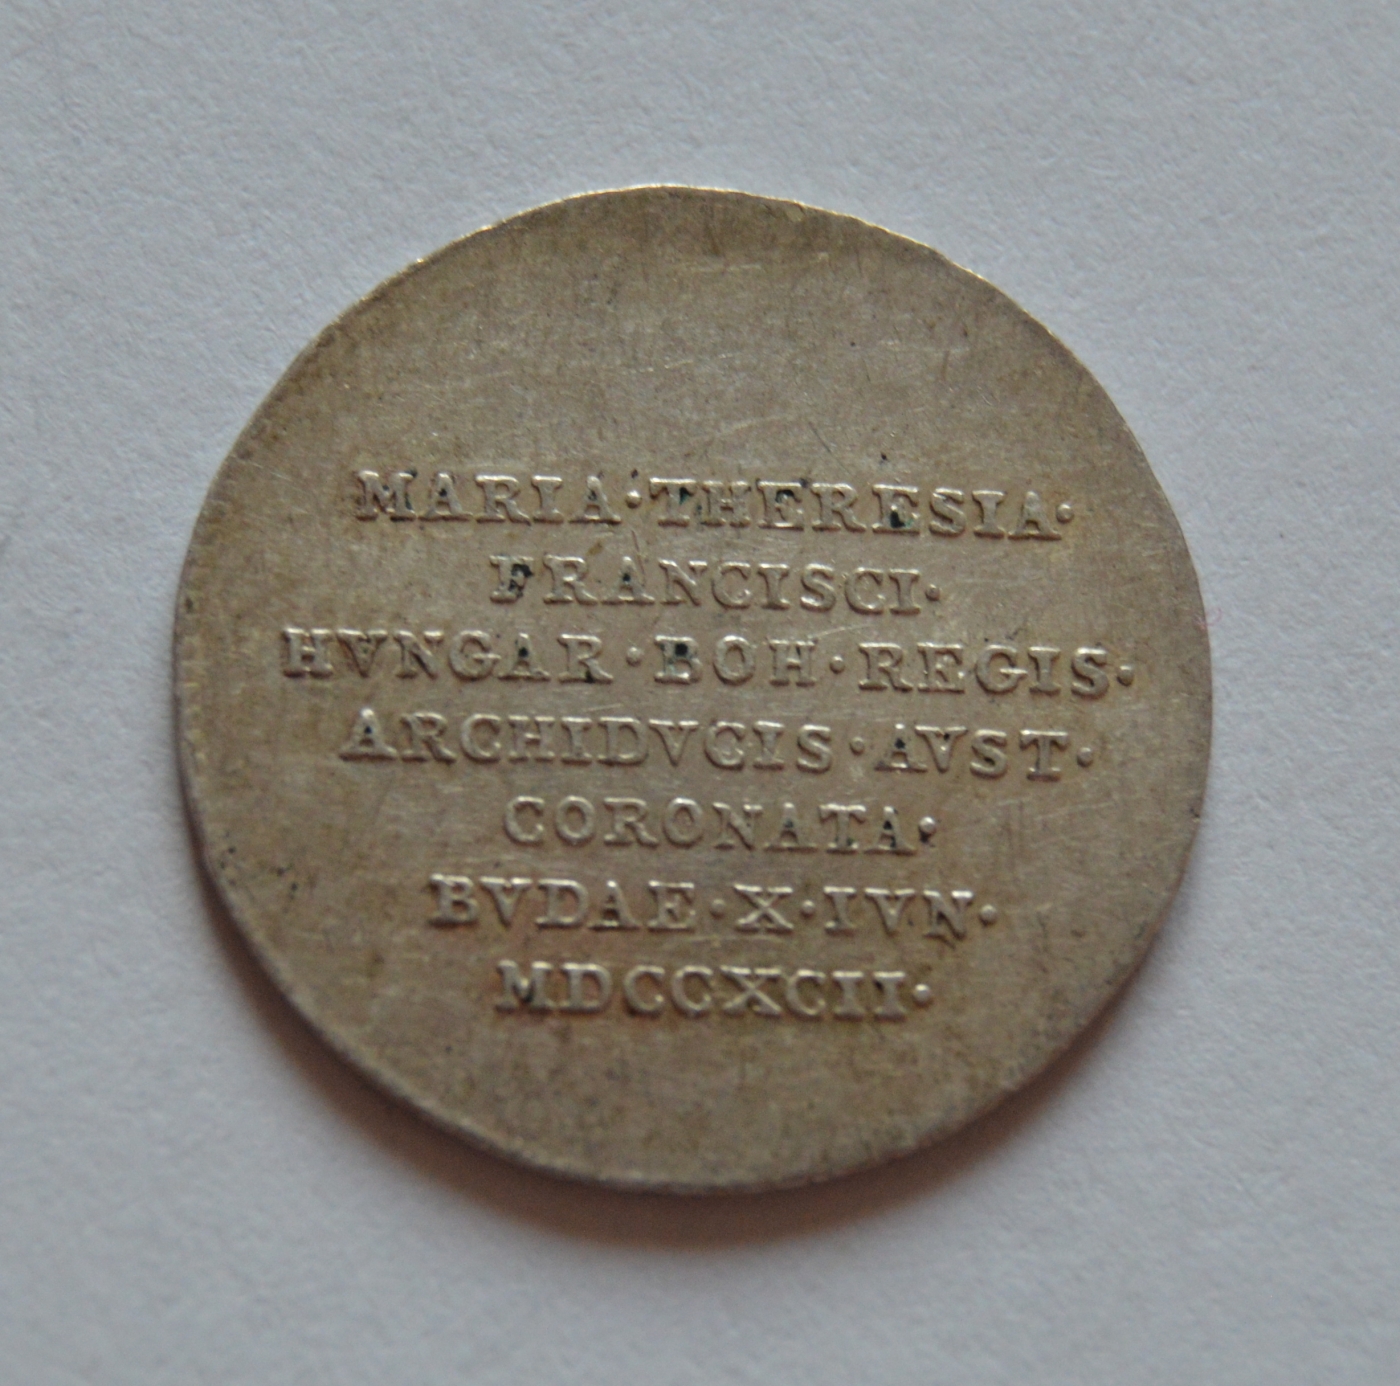 MARIA·THERESIA·
FRANCISCI·
HVNGAR·BOH·REGIS·
ARCHIDVCIS·AVST·
CORONATA·
BVDAE·X·IVN·
MDCCXCII·